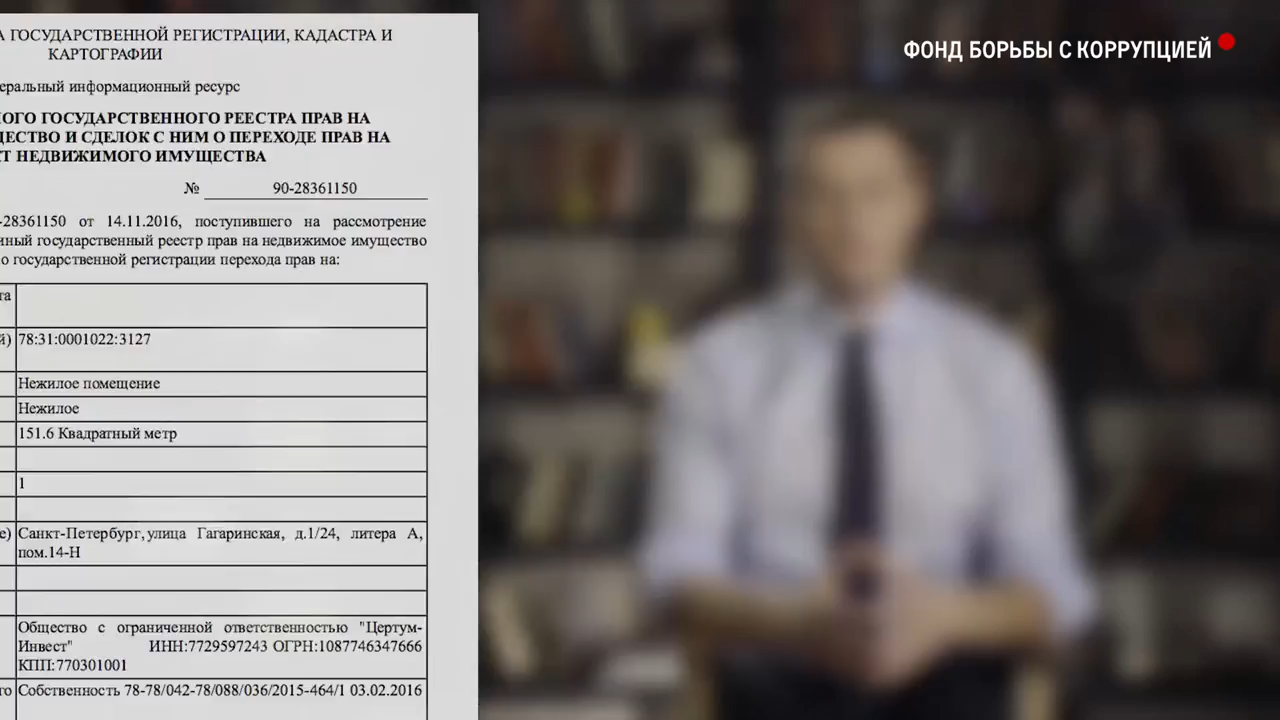 ФОНД БОРЬБЫ С КОРРУПЦИЕЙ
ГОСУДАРСТВЕННОЙ РЕГИСТРАЦИИ, КАДАСТРА И
КАРТОГРАФИИ
информационный ресурс
ГОСУДАРСТВЕННОГО РЕЕСТРА ПРАВ НА
И СДЕЛОК С НИМ О ПЕРЕХОДЕ ПРАВ НА
НЕДВИЖИМОГО ИМУЩЕСТВА
№ 90-28361150
-28361150 от 14.11.2016, поступившего на рассмотрение
государственный реестр прав на недвижимое имущество
о государственной регистрации перехода прав на:
78:31:0001022:3127
Нежилое помещение
Нежилое
151.6 Квадратный метр
1
Санкт-Петербург,улица Гагаринская, д.1/24, литера А,
пом.14-Н
Общество с ограниченной ответственностью "Цертум-
Инвест" ИНН:7729597243 ОГРН:1087746347666
КПП:770301001
Собственность 78-78/042-78/088/036/2015-464/1 03.02.2016